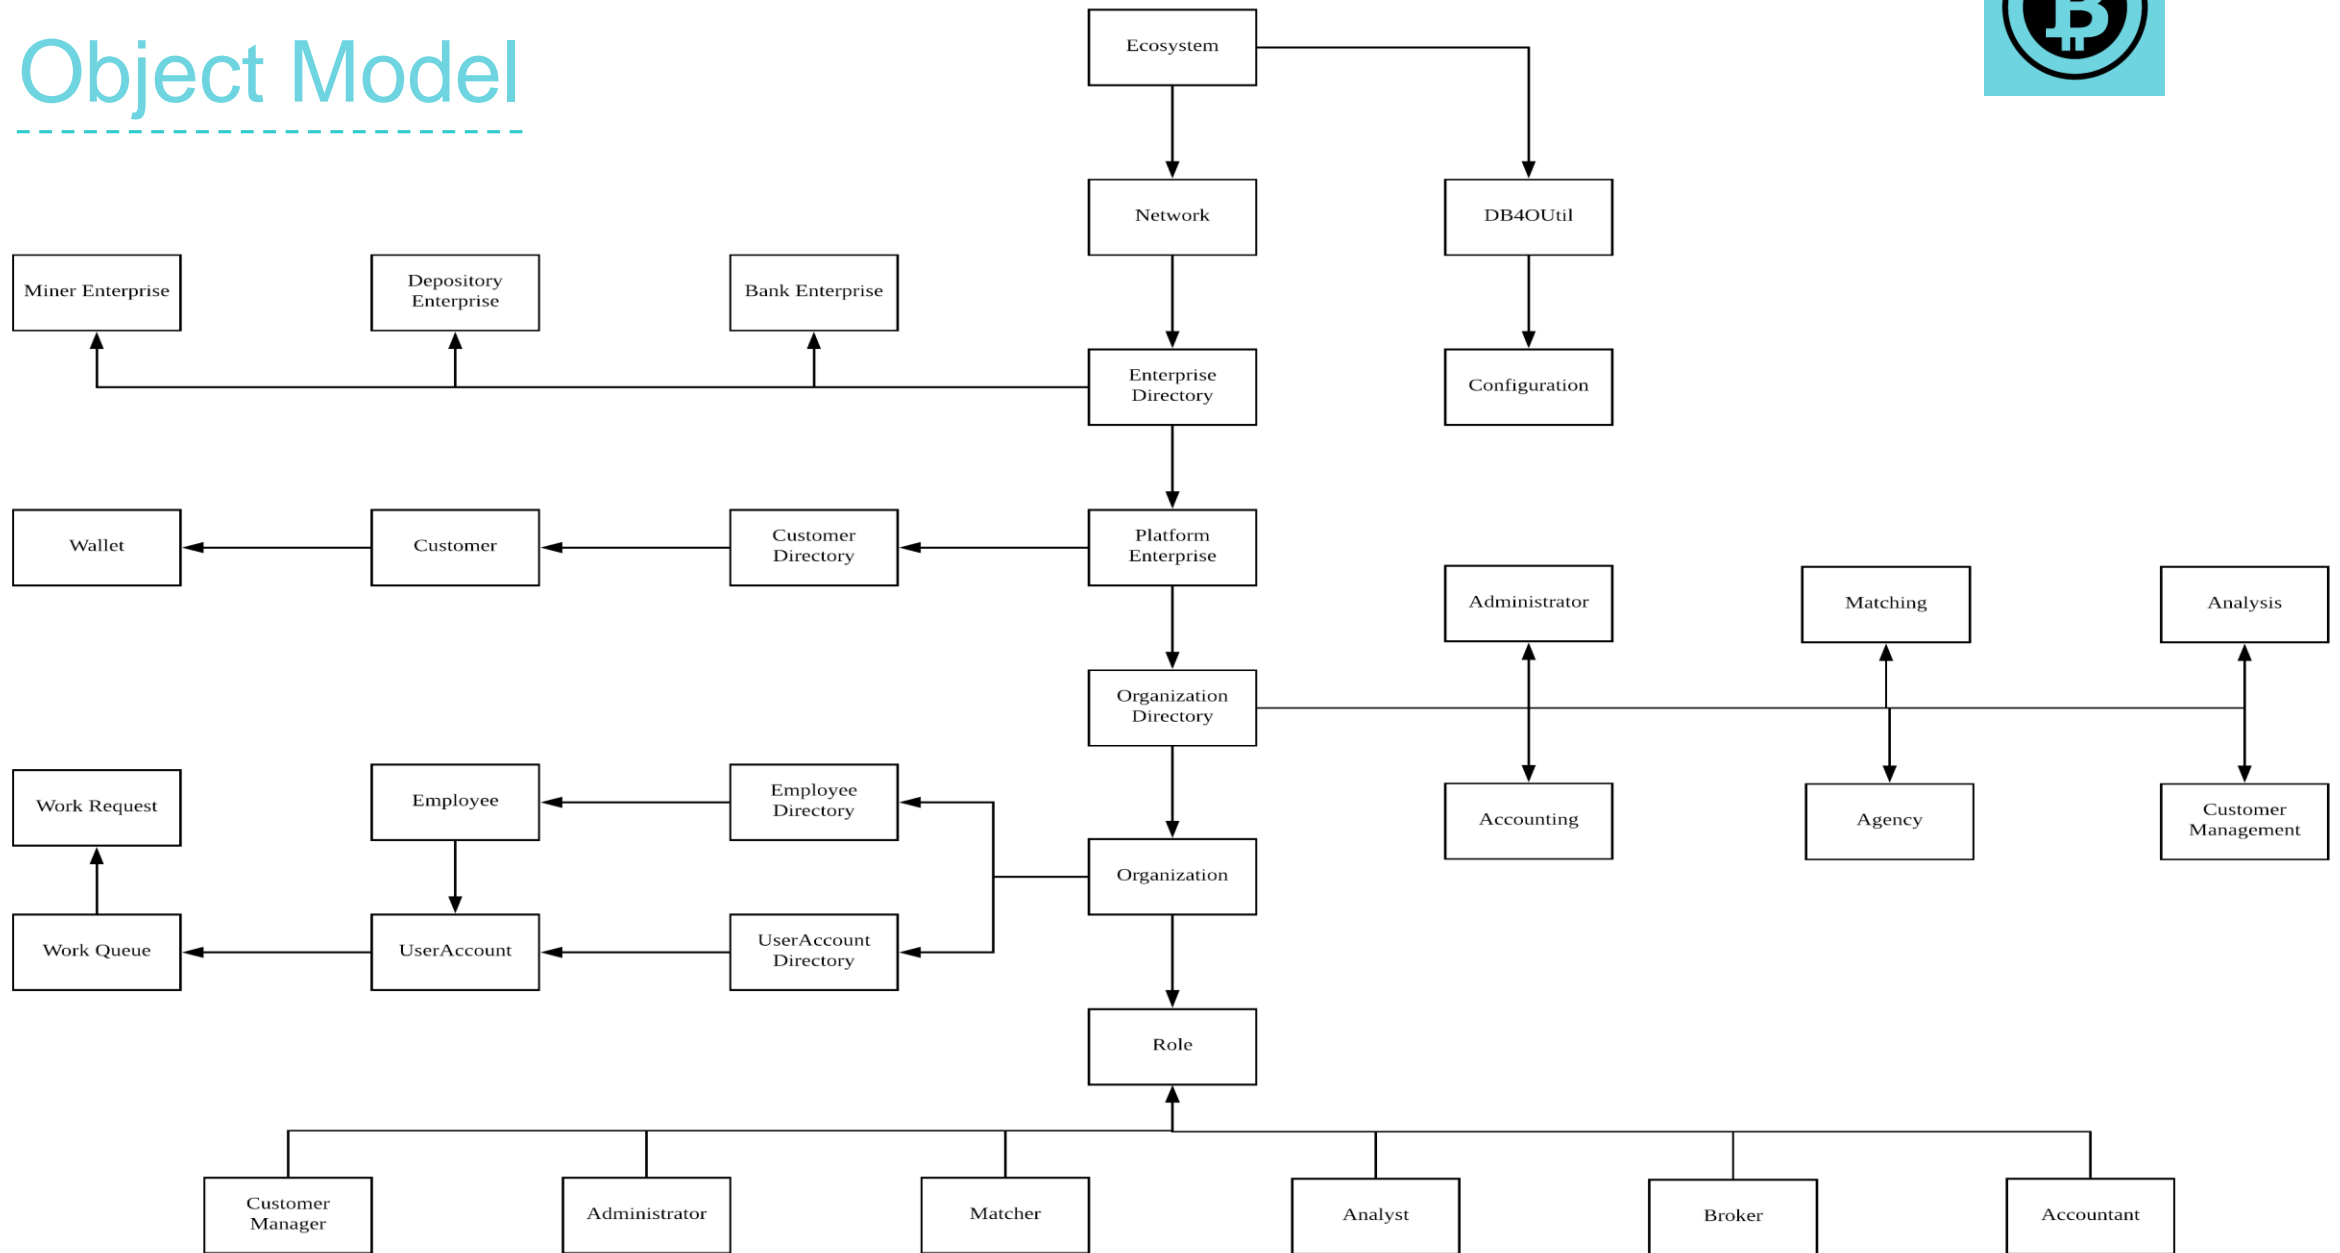 Object Model
Ecosystem
Network
DB4OUtil
Miner Enterprise
Depository
Enterprise
Bank Enterprise
Enterprise
Directory
Configuration
Wallet
Customer
Customer
Directory
Platform
Enterprise
Administrator
Matching
Analysis
Organization
Directory
Work Request
Employee
Employee
Directory
Accounting
Agency
Customer
Management
Organization
Work Queue
UserAccount
UserAccount
Directory
Role
Customer
Manager
Administrator
Matcher
Analyst
Broker
Accountant